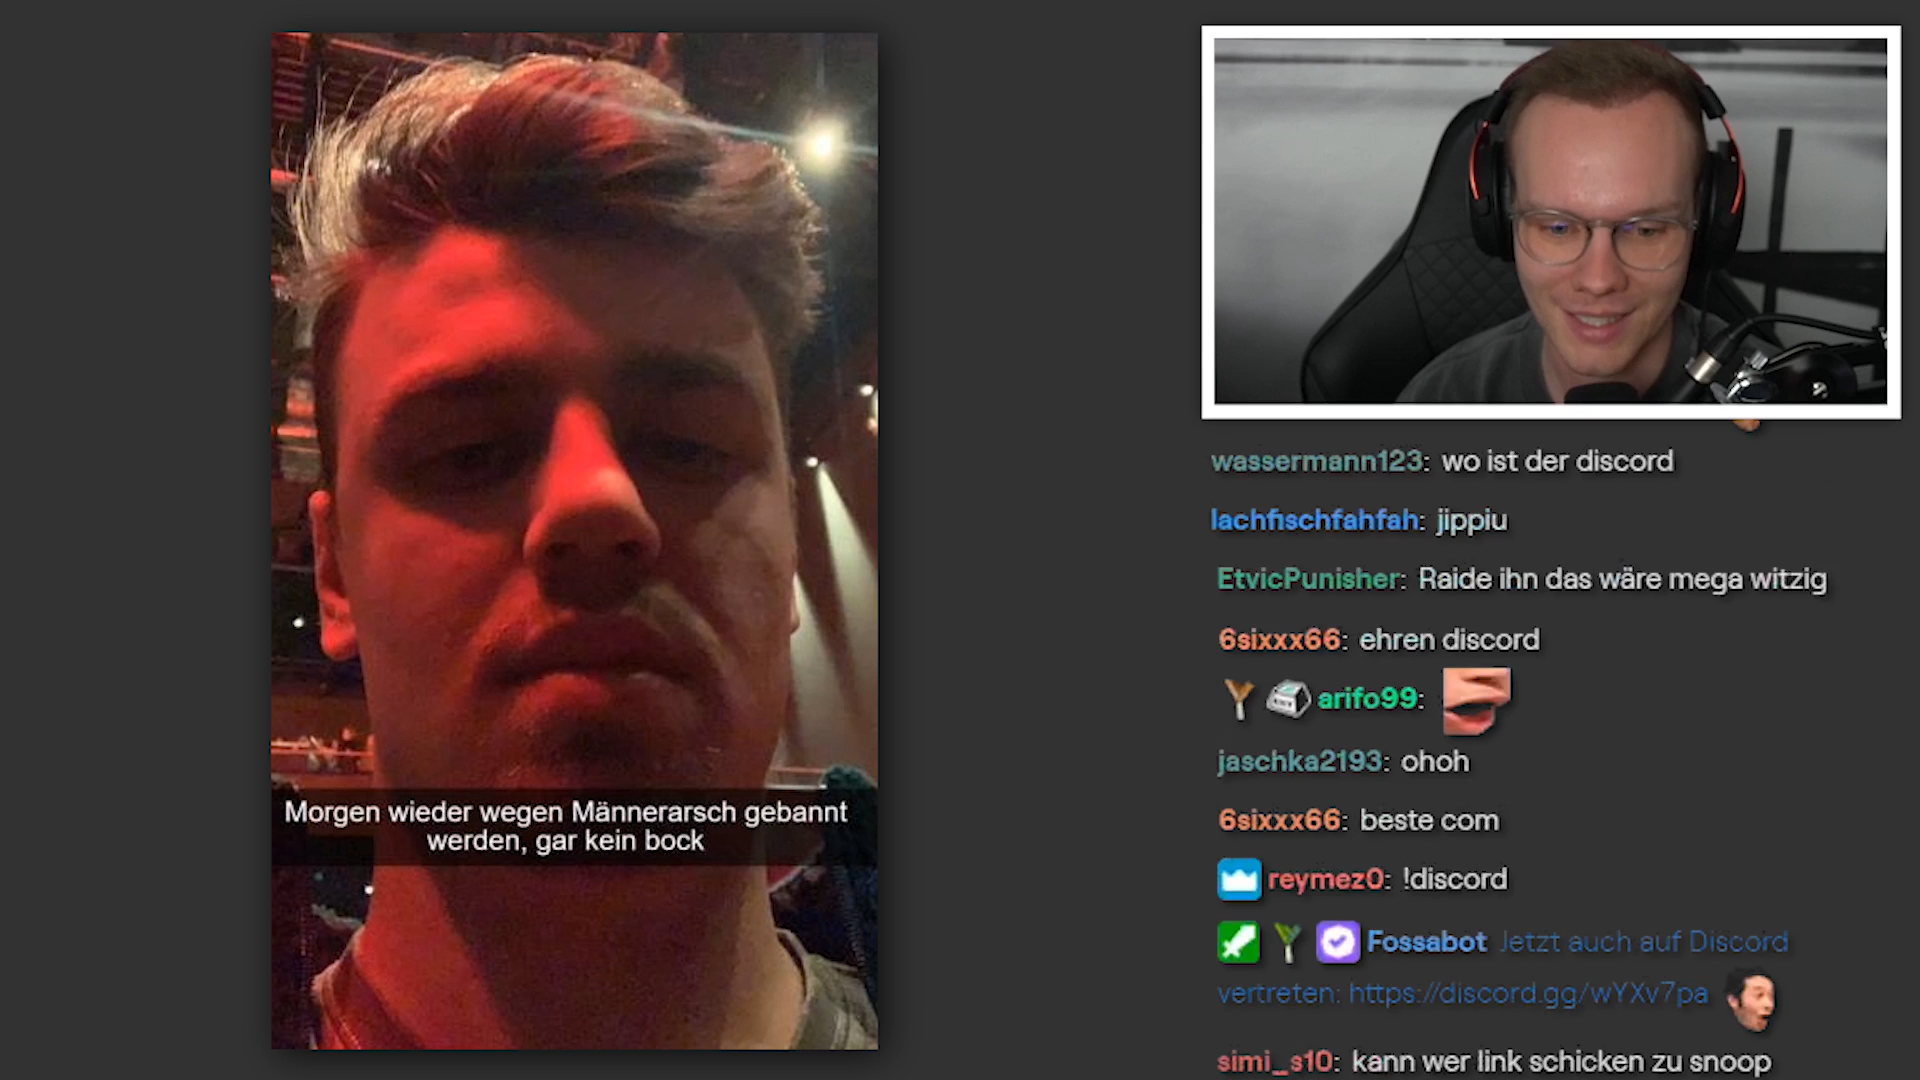 Morgen wieder wegen Männerarsch gebannt
werden, gar kein bock
wassermann123: wo ist der discord
lachfischfahfah: jippiu
EtvicPunisher: Raide ihn das wäre mega witzig
6sixxx66: ehren discord
arifo99:
jaschka2193: ohoh
6sixxx66: beste com
reymez0: !discord
Fossabot Jetzt auch auf Discord
vertreten: https://discord.gg/wYXv7pa
simi_s10: kann wer link schicken zu snoop